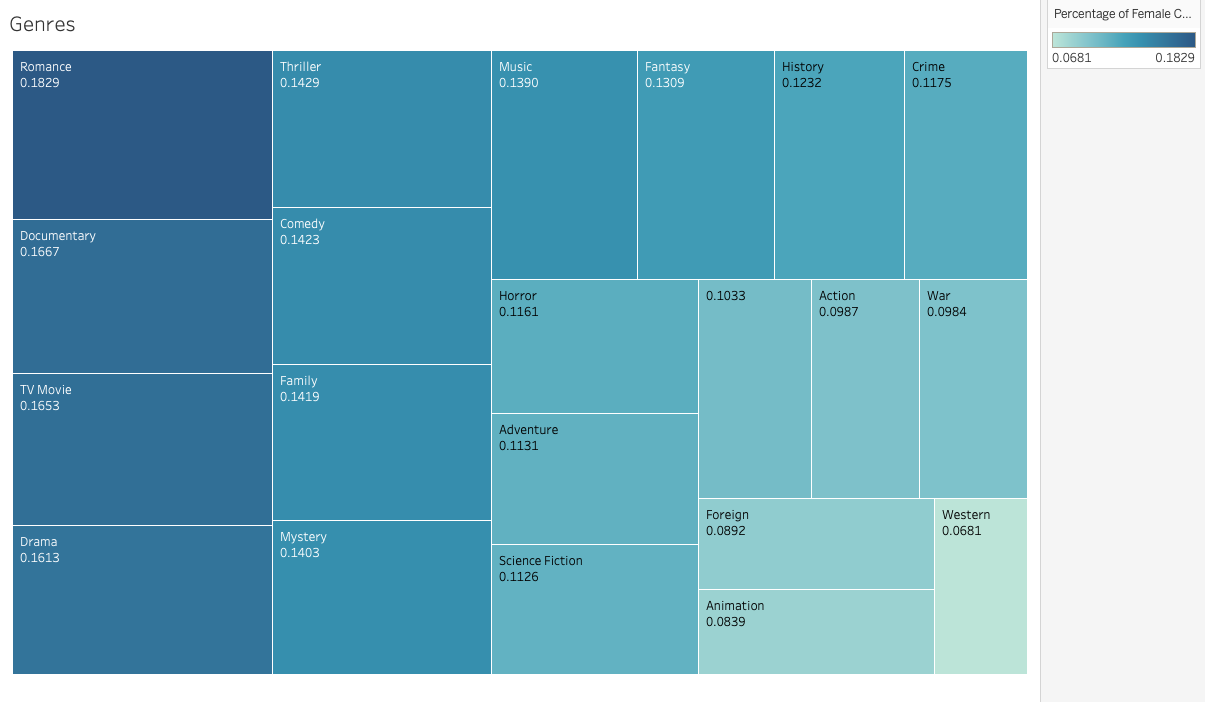 Genres
Romance
0.1829
Documentary
0.1667
TV Movie
0.1653
Drama
0.1613
Thriller
0.1429
Comedy
0.1423
Family
0.1419
Mystery
0.1403
Music
0.1390
Fantasy
0.1309
History
0.1232
Crime
0.1175
Horror
0.1161
Adventure
0.1131
Science Fiction
0.1126
0.1033
Action
0.0987
War
0.0984
Foreign
0.0892
Animation
0.0839
Western
0.0681
Percentage of Female C...
0.0681 0.1829